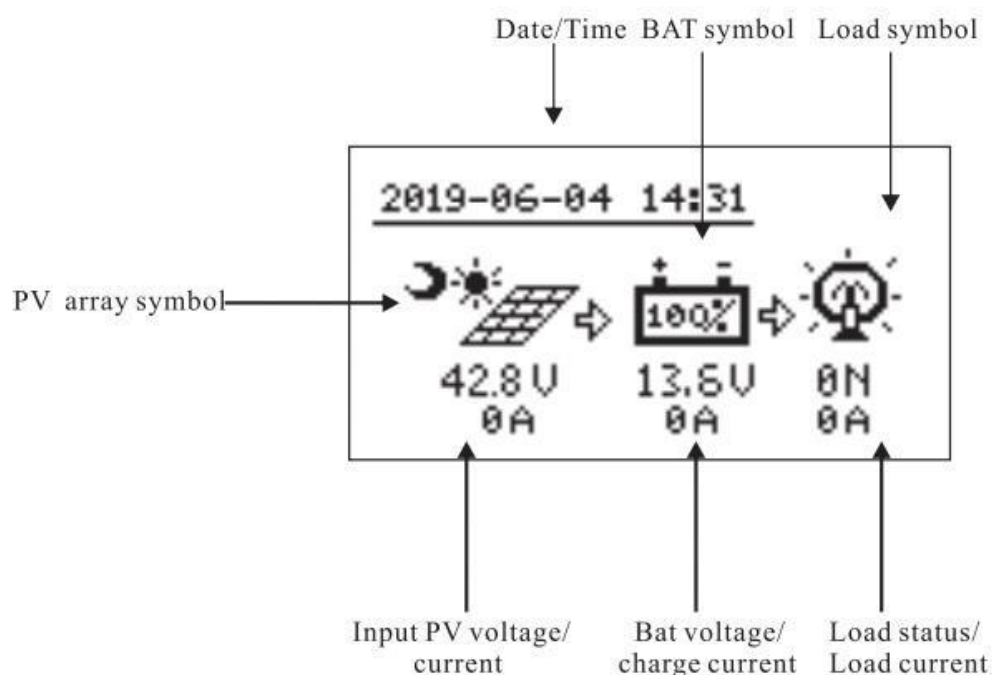 Date/Time BAT symbol Load symbol
2019-06-04 14:31
PV array symbol
+ -
100%
42.8V 13.6V 0N
0A 0A 0A
Input PV voltage/ Bat voltage/ Load status/
current charge current Load current